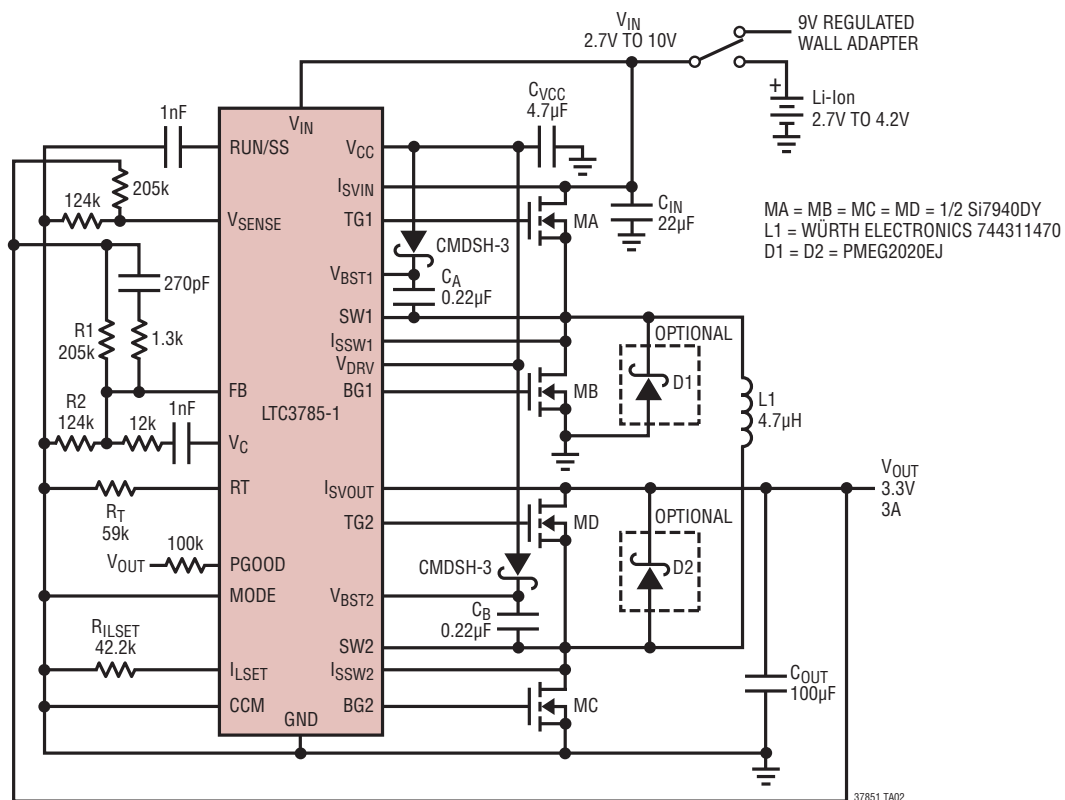 VIN
2.7V TO 10V
9V REGULATED
WALL ADAPTER
Li-Ion
2.7V TO 4.2V
+
1nF
CVCC
4.7µF
VIN
RUN/SS
VCC
205k
124k
ISVIN
VSENSE
TG1
MA
CIN
22µF
MA = MB = MC = MD = 1/2 Si7940DY
L1 = WÜRTH ELECTRONICS 744311470
D1 = D2 = PMEG2020EJ
CMDSH-3
270pF
VBST1
CA
0.22µF
R1
205k
1.3k
SW1
ISSW1
VDRV
OPTIONAL
D1
FB
BG1
MB
L1
4.7µH
R2
124k
12k
1nF
LTC3785-1
VC
RT
ISVOUT
VOUT
3.3V
3A
RT
59k
TG2
MD
OPTIONAL
D2
VOUT
100k
PGOOD
CMDSH-3
MODE
VBST2
CB
0.22µF
RILSET
42.2k
SW2
ILSET
ISSW2
COUT
100µF
CCM
BG2
MC
GND
37851 TA02